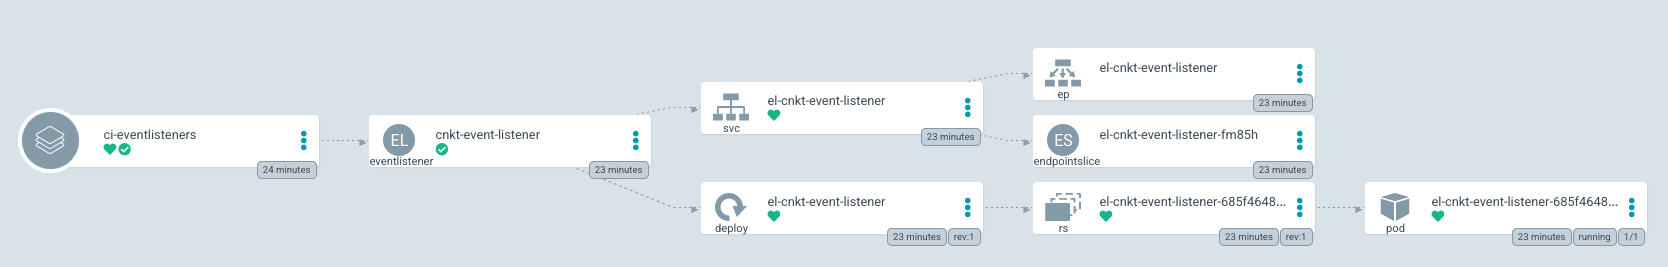 ci-eventlisteners
24 minutes
EL
eventlistener
cnkt-event-listener
23 minutes
svc
el-cnkt-event-listener
23 minutes
deploy
el-cnkt-event-listener
23 minutes rev:1
ep
el-cnkt-event-listener
23 minutes
ES
endpointslice
el-cnkt-event-listener-fm85h
23 minutes
rs
el-cnkt-event-listener-685f4648...
23 minutes rev:1
pod
el-cnkt-event-listener-685f4648...
23 minutes running 1/1